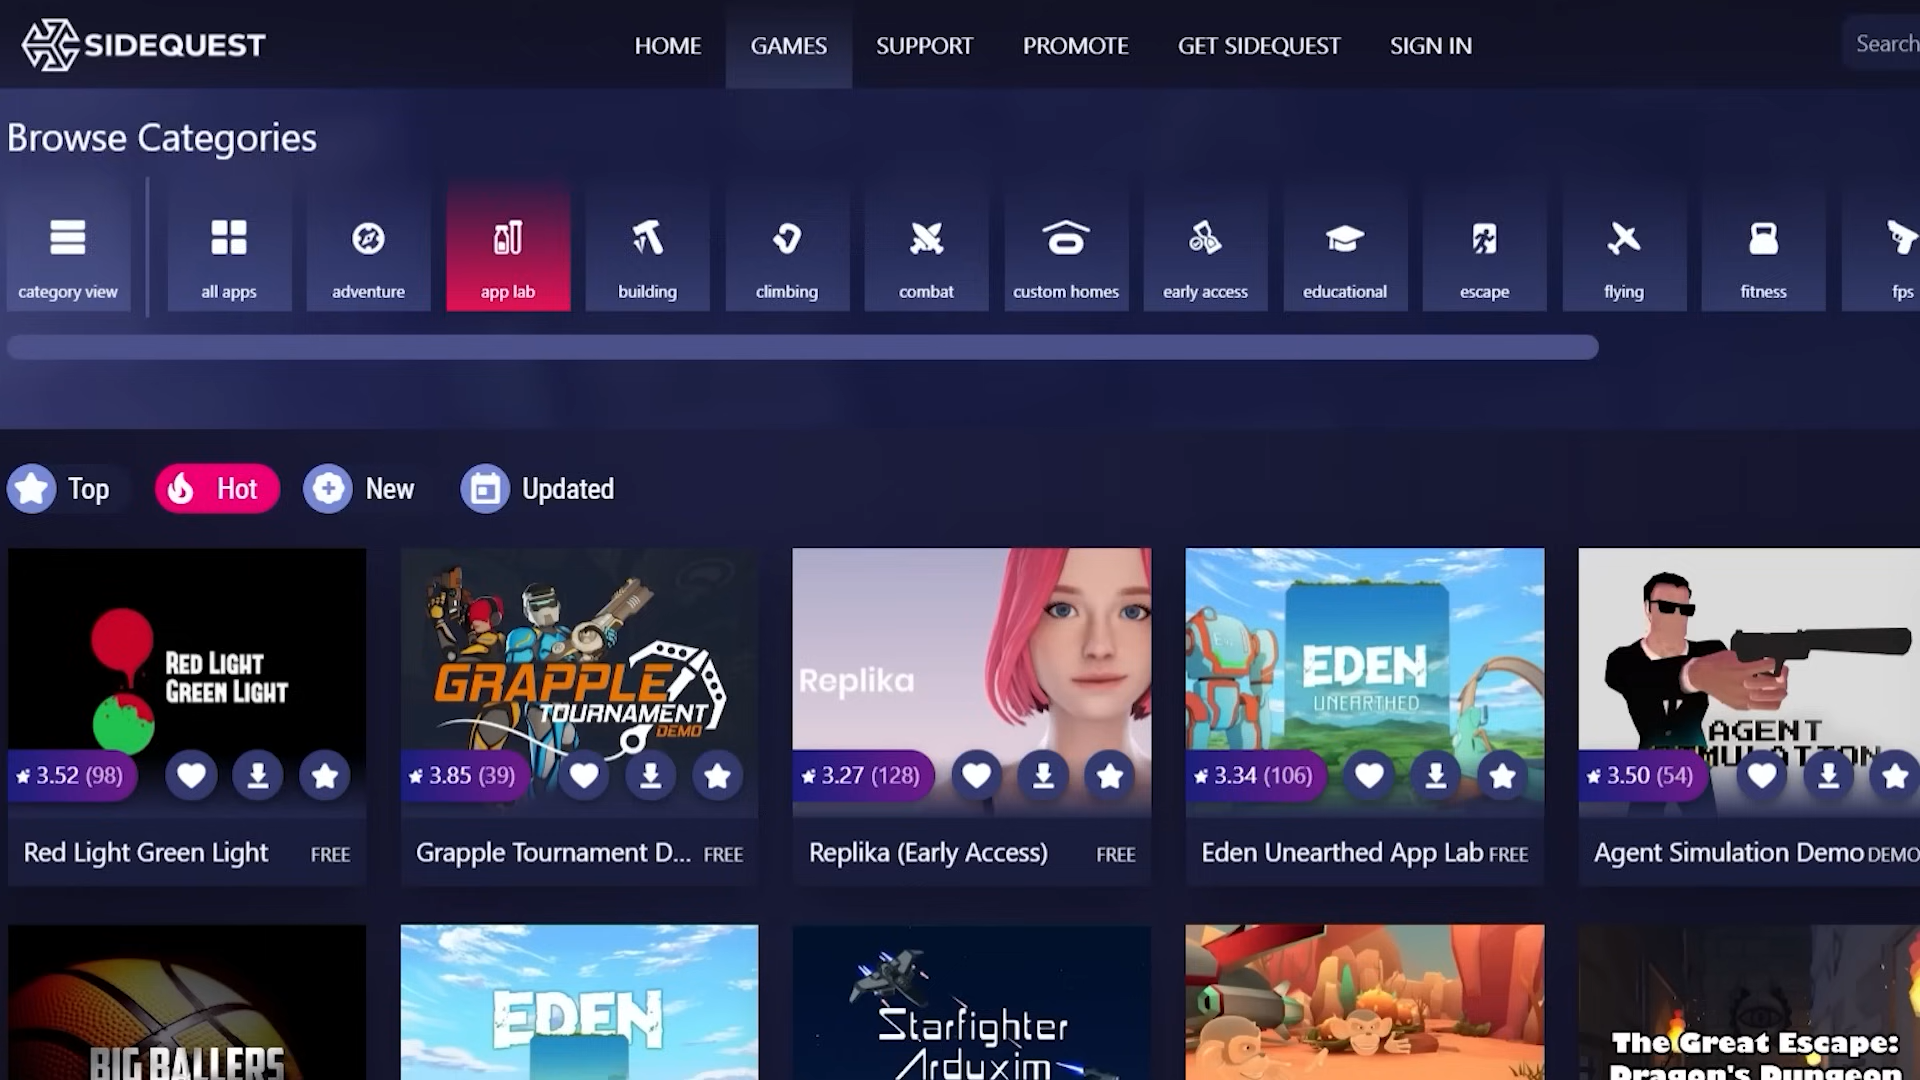 SIDEQUEST
HOME GAMES SUPPORT PROMOTE GET SIDEQUEST SIGN IN Search
Browse Categories
category view all apps adventure app lab building climbing combat custom homes early access educational escape flying fitness fps
Top Hot New Updated
RED LIGHT
GREEN LIGHT
GRAPPLE
TOURNAMENT
DEMO
Replika
EDEN
UNEARTHED
AGENT
SIMULATION
3.52 (98) 3.85 (39) 3.27 (128) 3.34 (106) 3.50 (54)
Red Light Green Light FREE Grapple Tournament D... FREE Replika (Early Access) FREE Eden Unearthed App Lab FREE Agent Simulation Demo DEMO
BIG BALLERS
EDEN
Starfighter
Arduxim
The Great Escape:
Dragon's Dungeon